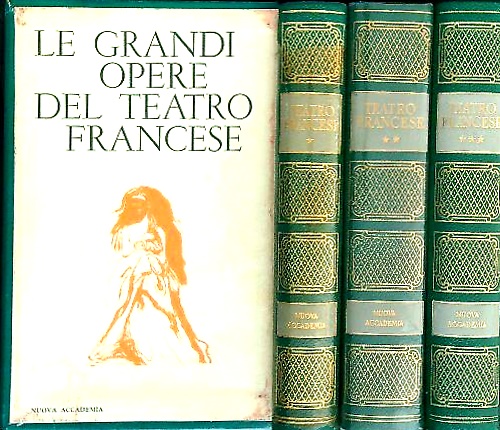 LE GRANDI
OPERE
DEL TEATRO
FRANCESE
NUOVA ACCADEMIA
TEATRO
FRANCESE
★
NUOVA
ACCADEMIA
TEATRO
FRANCESE
★★
NUOVA
ACCADEMIA
TEATRO
FRANCESE
★★★
NUOVA
ACCADEMIA